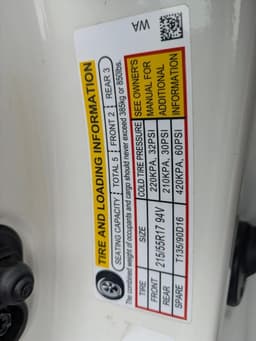 WA
TIRE AND LOADING INFORMATION
SEATING CAPACITY TOTAL 5 FRONT 2 REAR 3
The combined weight of occupants and cargo should never exceed 385kg or 850lbs.
TIRE SIZE COLD TIRE PRESSURE SEE OWNER'S MANUAL FOR ADDITIONAL INFORMATION
FRONT 215/55R17 94V 220KPA, 32PSI
REAR 210KPA, 30PSI
SPARE T135/90D16 420KPA, 60PSI